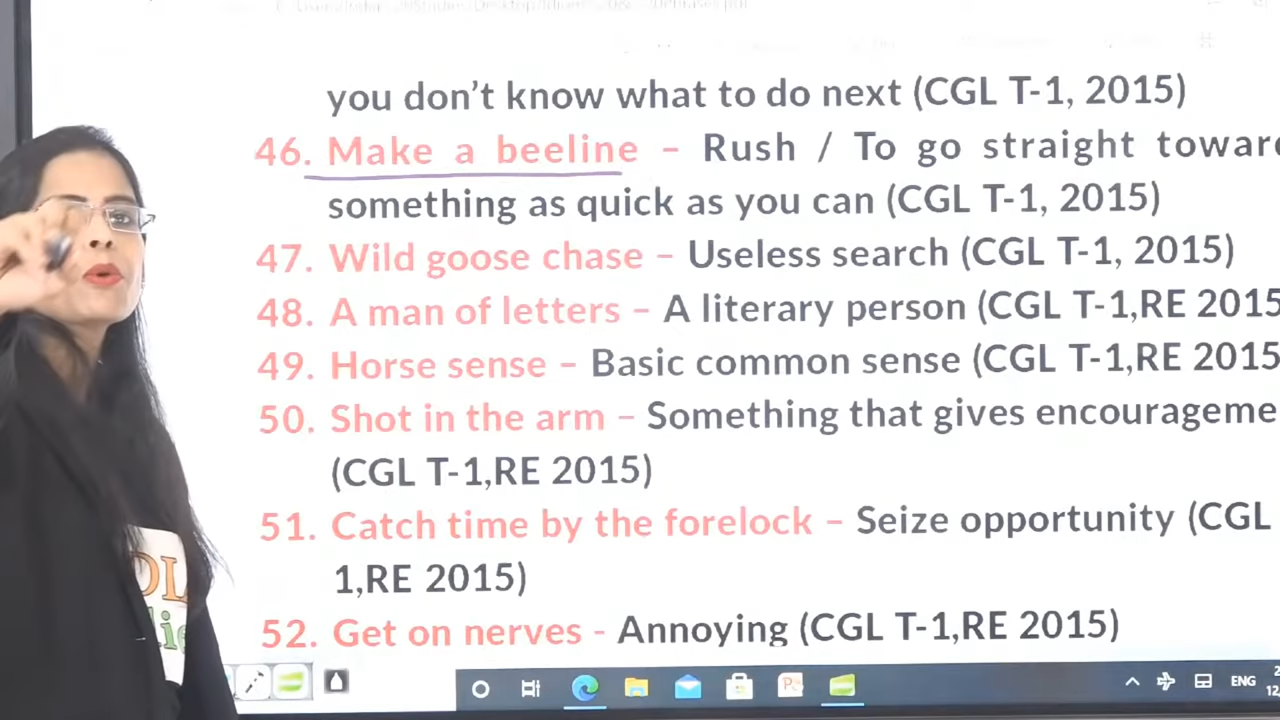 you don't know what to do next (CGL T-1, 2015)
46. Make a beeline – Rush / To go straight towar
something as quick as you can (CGL T-1, 2015)
47. Wild goose chase – Useless search (CGL T-1, 2015)
48. A man of letters – A literary person (CGL T-1,RE 2015
49. Horse sense – Basic common sense (CGL T-1,RE 2015
50. Shot in the arm – Something that gives encourageme
(CGL T-1,RE 2015)
51. Catch time by the forelock – Seize opportunity (CGL
1,RE 2015)
52. Get on nerves - Annoying (CGL T-1,RE 2015)
ENG